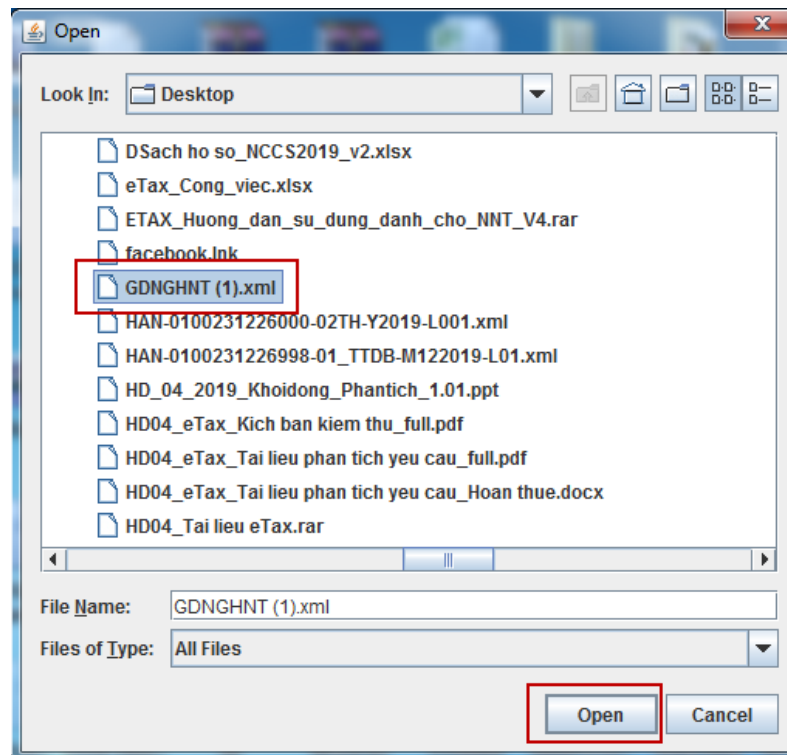 Open
Look In: Desktop
DSach ho so_NCCS2019_v2.xlsx
eTax_Cong_viec.xlsx
ETAX_Huong_dan_su_dung_danh_cho_NNT_V4.rar
facebook.lnk
GDNGHNT (1).xml
HAN-0100231226000-02TH-Y2019-L001.xml
HAN-0100231226998-01_TTDB-M122019-L01.xml
HD_04_2019_Khoidong_Phantich_1.01.ppt
HD04_eTax_Kich ban kiem thu_full.pdf
HD04_eTax_Tai lieu phan tich yeu cau_full.pdf
HD04_eTax_Tai lieu phan tich yeu cau_Hoan thue.docx
HD04_Tai lieu eTax.rar
File Name: GDNGHNT (1).xml
Files of Type: All Files
Open Cancel